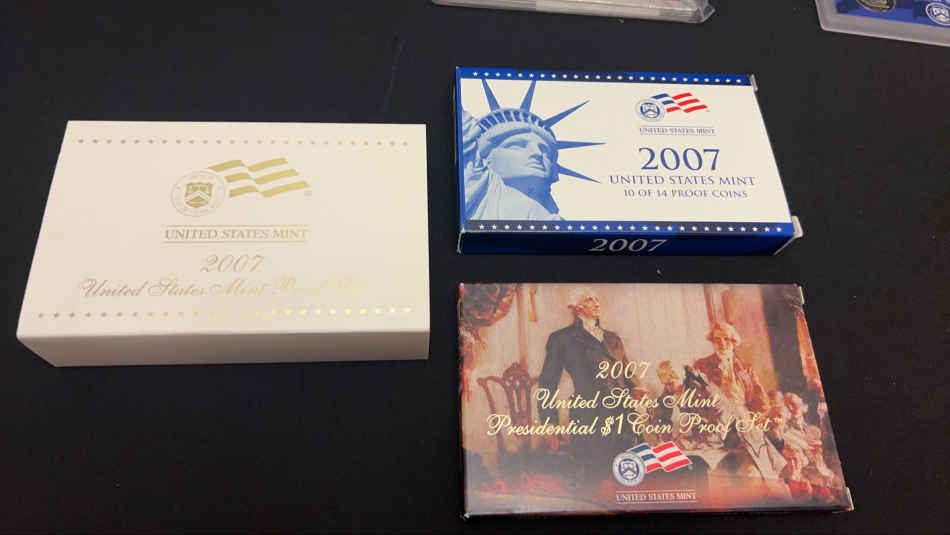 UNITED STATES MINT
2007
United States Mint Proof Set
UNITED STATES MINT
2007
UNITED STATES MINT
10 OF 14 PROOF COINS
2007
2007
United States Mint
Presidential $1 Coin Proof Set™
UNITED STATES MINT